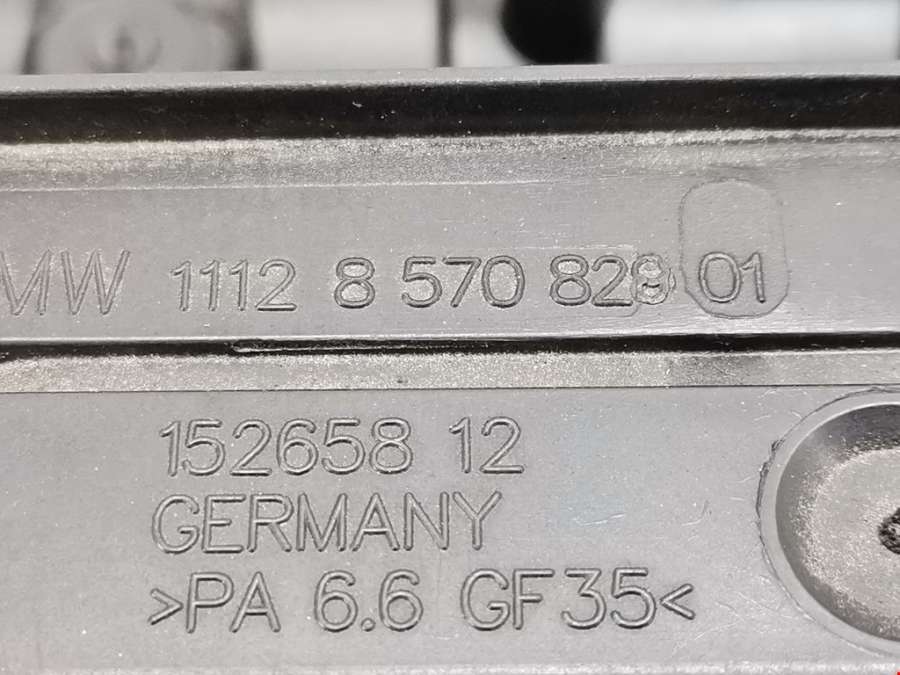 MW 1112 8 570 828 01
152658 12
GERMANY
>PA 6.6 GF35<